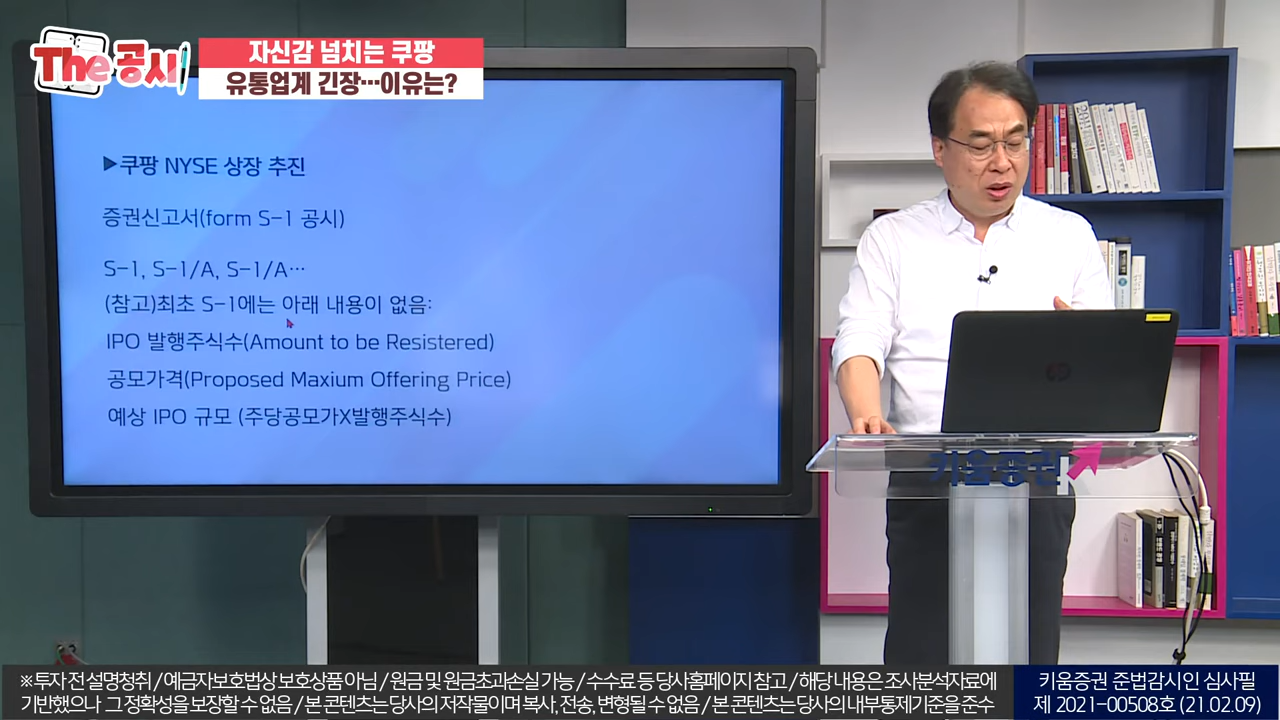 The 공시
자신감 넘치는 쿠팡
유통업계 긴장…이유는?
▶쿠팡 NYSE 상장 추진
증권신고서(form S-1 공시)
S-1, S-1/A, S-1/A…
(참고)최초 S-1에는 아래 내용이 없음:
IPO 발행주식수(Amount to be Resistered)
공모가격(Proposed Maxium Offering Price)
예상 IPO 규모 (주당공모가X발행주식수)
2011
hp
키움증권
※ 투자 전 설명청취 / 예금자보호법상 보호상품 아님 / 원금 및 원금초과손실 가능 / 수수료 등 당사홈페이지 참고 / 해당 내용은 조사분석자료에
기반했으나 그 정확성을 보장할 수 없음 / 본 콘텐츠는 당사의 저작물이며 복사, 전송, 변형될 수 없음 / 본 콘텐츠는 당사의 내부통제기준을 준수
키움증권 준법감시인 심사필
제 2021-00508호 (21.02.09)